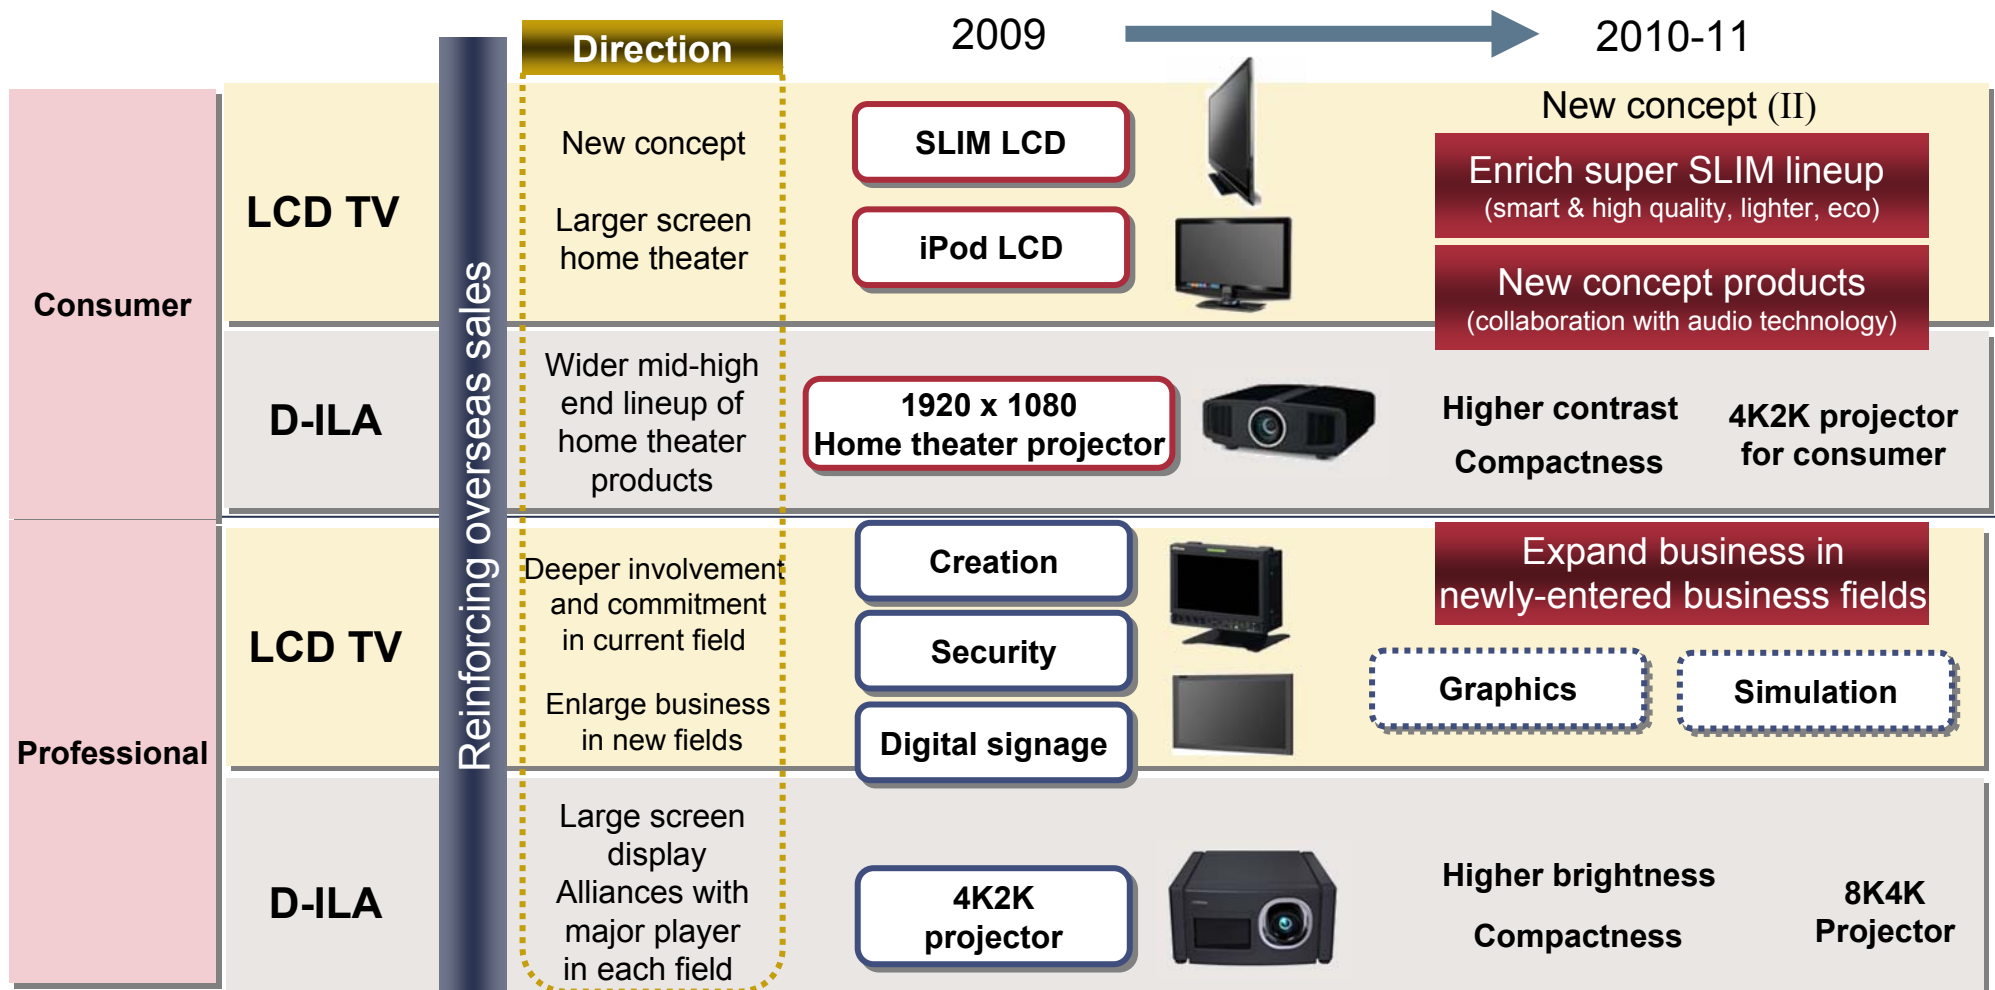 Direction
2009
2010-11
Consumer
LCD TV
Reinforcing overseas sales
New concept
Larger screen
home theater
SLIM LCD
iPod LCD
New concept (II)
Enrich super SLIM lineup
(smart & high quality, lighter, eco)
New concept products
(collaboration with audio technology)
D-ILA
Wider mid-high
end lineup of
home theater
products
1920 x 1080
Home theater projector
Higher contrast
Compactness
4K2K projector
for consumer
Professional
LCD TV
Deeper involvement
and commitment
in current field
Enlarge business
in new fields
Creation
Security
Digital signage
Expand business in
newly-entered business fields
Graphics
Simulation
D-ILA
Large screen
display
Alliances with
major player
in each field
4K2K
projector
Higher brightness
Compactness
8K4K
Projector